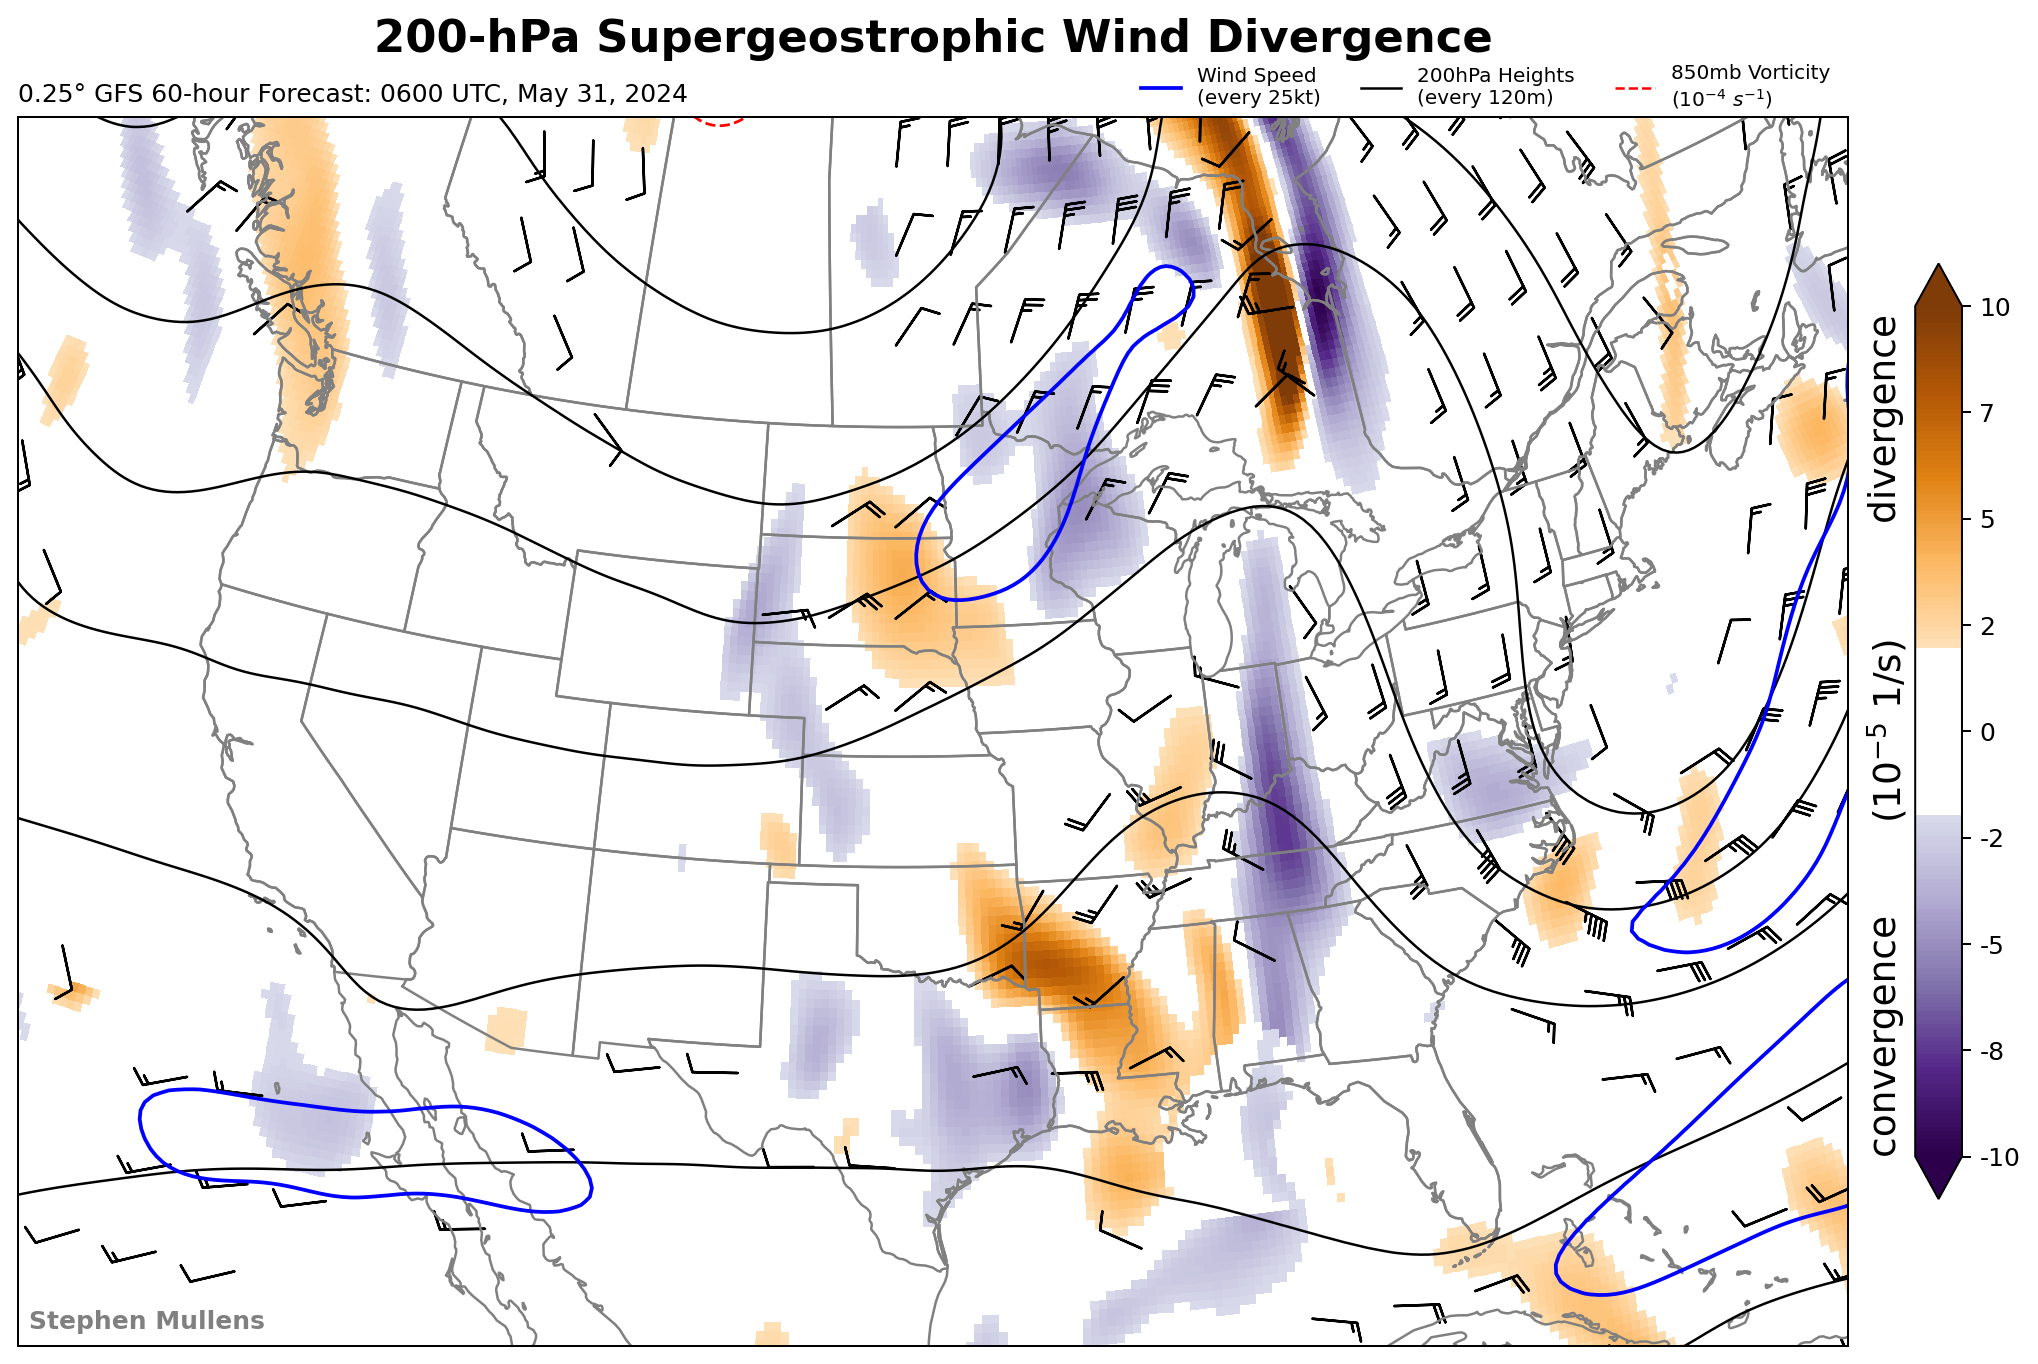 200-hPa Supergeostrophic Wind Divergence
0.25° GFS 60-hour Forecast: 0600 UTC, May 31, 2024
Wind Speed
(every 25kt)
200hPa Heights
(every 120m)
850mb Vorticity
(10⁻⁴ s⁻¹)
10
7
5
2
0
-2
-5
-8
-10
convergence (10⁻⁵ 1/s) divergence
Stephen Mullens